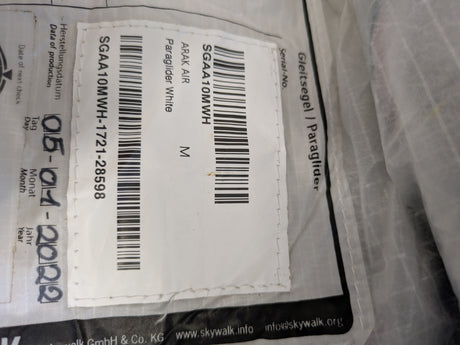 Gleitsegel / Paraglider
Serial-No.
SGAA10MWH
ARAK AIR M
Paraglider White
SGAA10MWH-1721-28598
Herstellungsdatum
Date of production
05-01-2022
Tag Monat Jahr
Day Month Year
Date of next check
GmbH & Co. KG www.skywalk.info info@skywalk.org